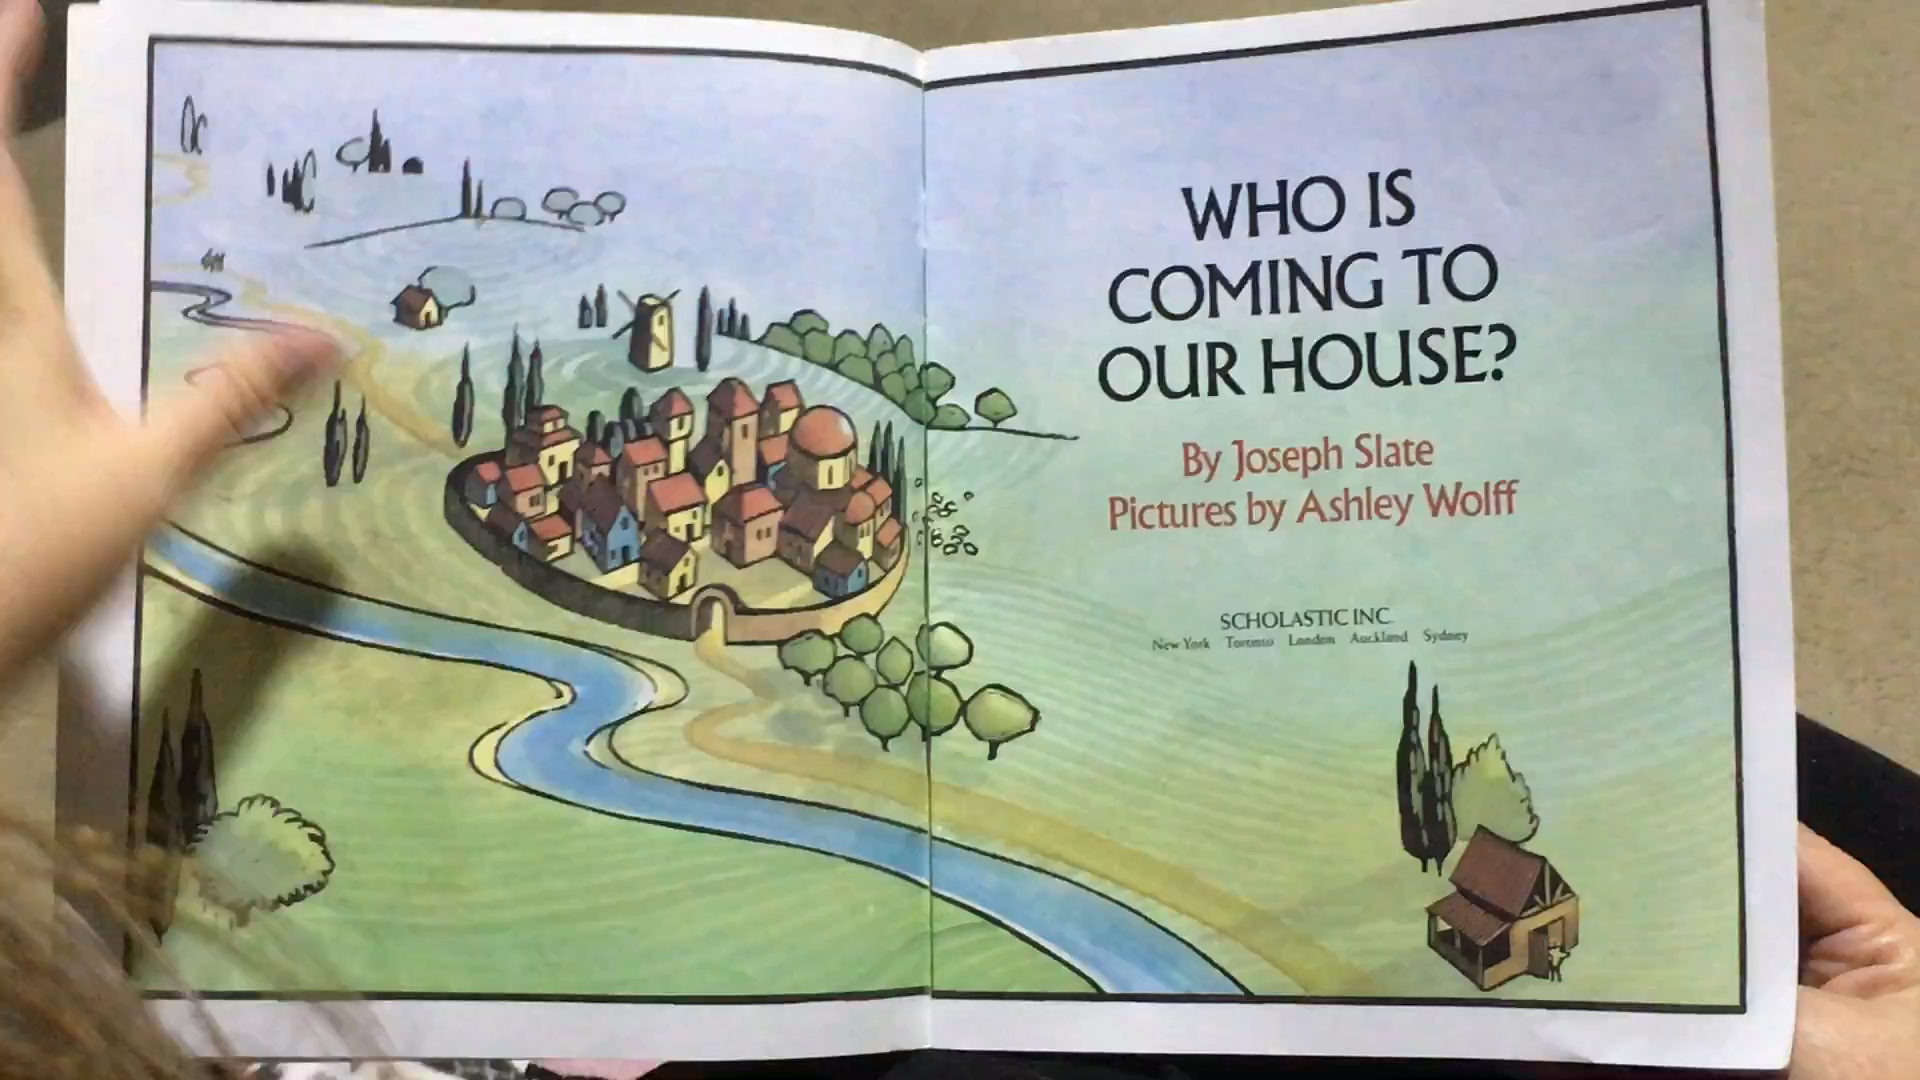 WHO IS
COMING TO
OUR HOUSE?
By Joseph Slate
Pictures by Ashley Wolff
SCHOLASTIC INC.
New York Toronto London Auckland Sydney